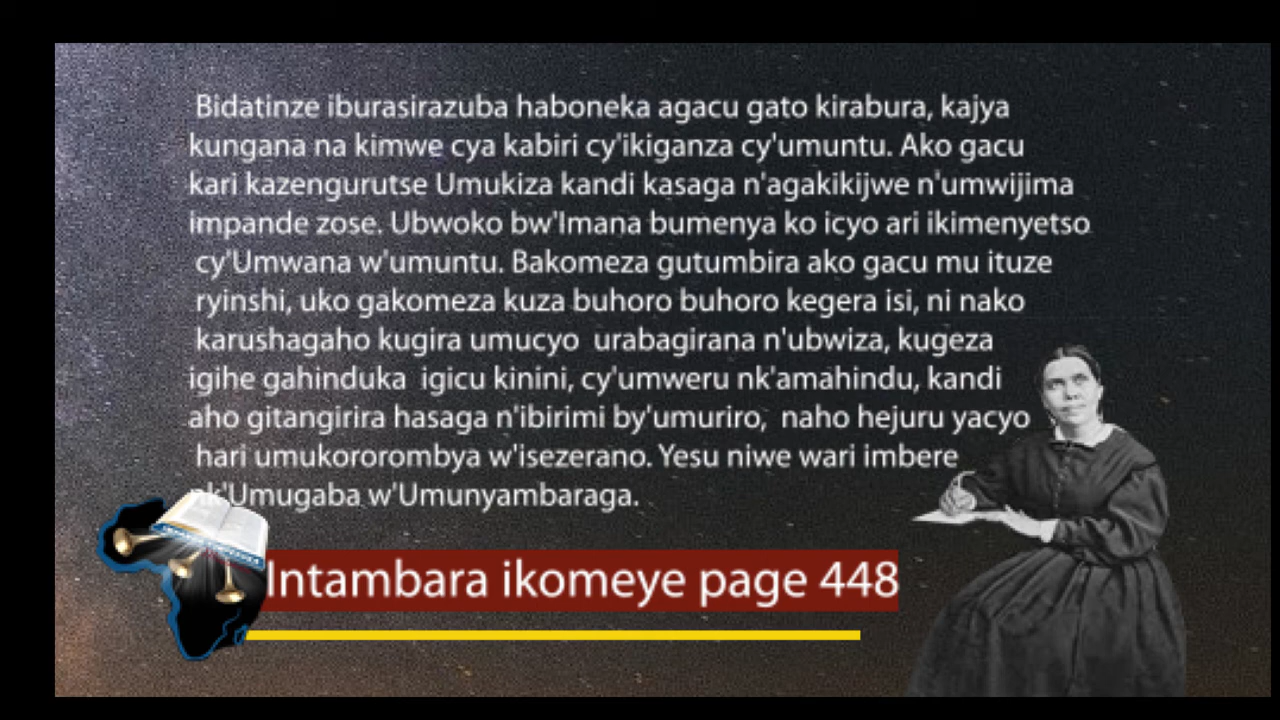 Bidatinze iburasirazuba haboneka agacu gato kirabura, kajya
kungana na kimwe cya kabiri cy'ikiganza cy'umuntu. Ako gacu
kari kazengurutse Umukiza kandi kasaga n'agakikijwe n'umwijima
impande zose. Ubwoko bw'Imana bumenya ko icyo ari ikimenyetso
cy'Umwana w'umuntu. Bakomeza gutumbira ako gacu mu ituze
ryinshi, uko gakomeza kuza buhoro buhoro kegera isi, ni nako
karushagaho kugira umucyo urabagirana n'ubwiza, kugeza
igihe gahinduka igicu kinini, cy'umweru nk'amahindu, kandi
aho gitangirira hasaga n'ibirimi by'umuriro, naho hejuru yacyo
hari umukororombya w'isezerano. Yesu niwe wari imbere
nk'Umugaba w'Umunyambaraga.
Intambara ikomeye page 448